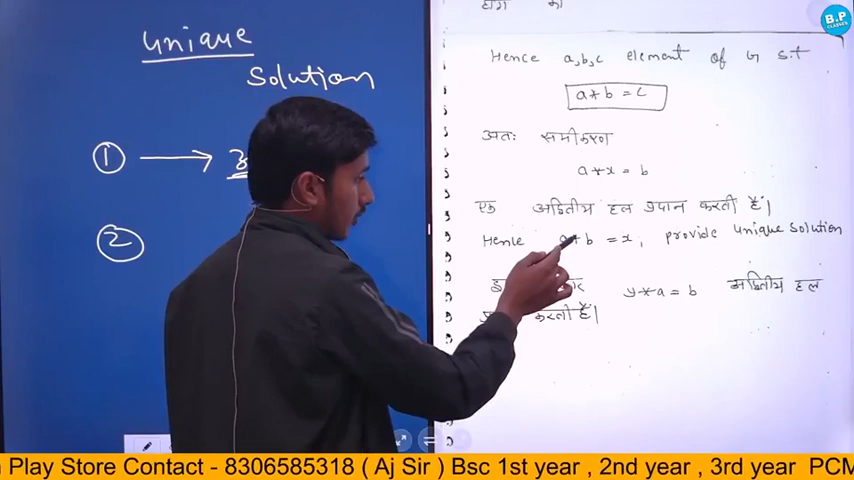 Unique
Solution
①
②
Hence a,b,c element of G s.t
a*b = c
अतः समीकरण
a*x = b
एक अद्वितीय हल प्रदान करती है।
Hence b = x, provide unique solution
y*a = b अद्वितीय हल
करती है।
B.P
CLASSES
Play Store Contact - 8306585318 ( Aj Sir ) Bsc 1st year , 2nd year , 3rd year PCM